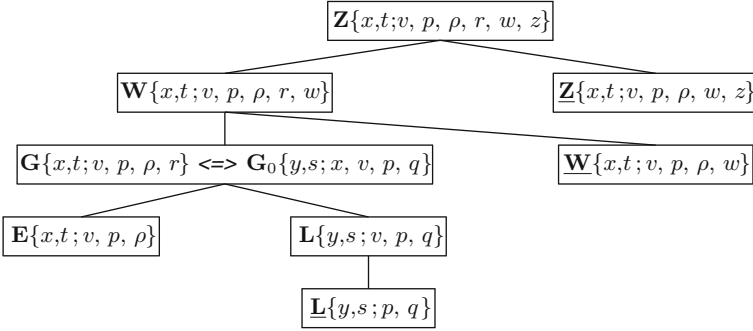 Z{x,t;v, p, ρ, r, w, z}
W{x,t;v, p, ρ, r, w}
Z{x,t;v, p, ρ, w, z}
G{x,t;v, p, ρ, r} <=> G₀{y,s;x, v, p, q}
W{x,t;v, p, ρ, w}
E{x,t;v, p, ρ}
L{y,s;v, p, q}
L{y,s;p, q}